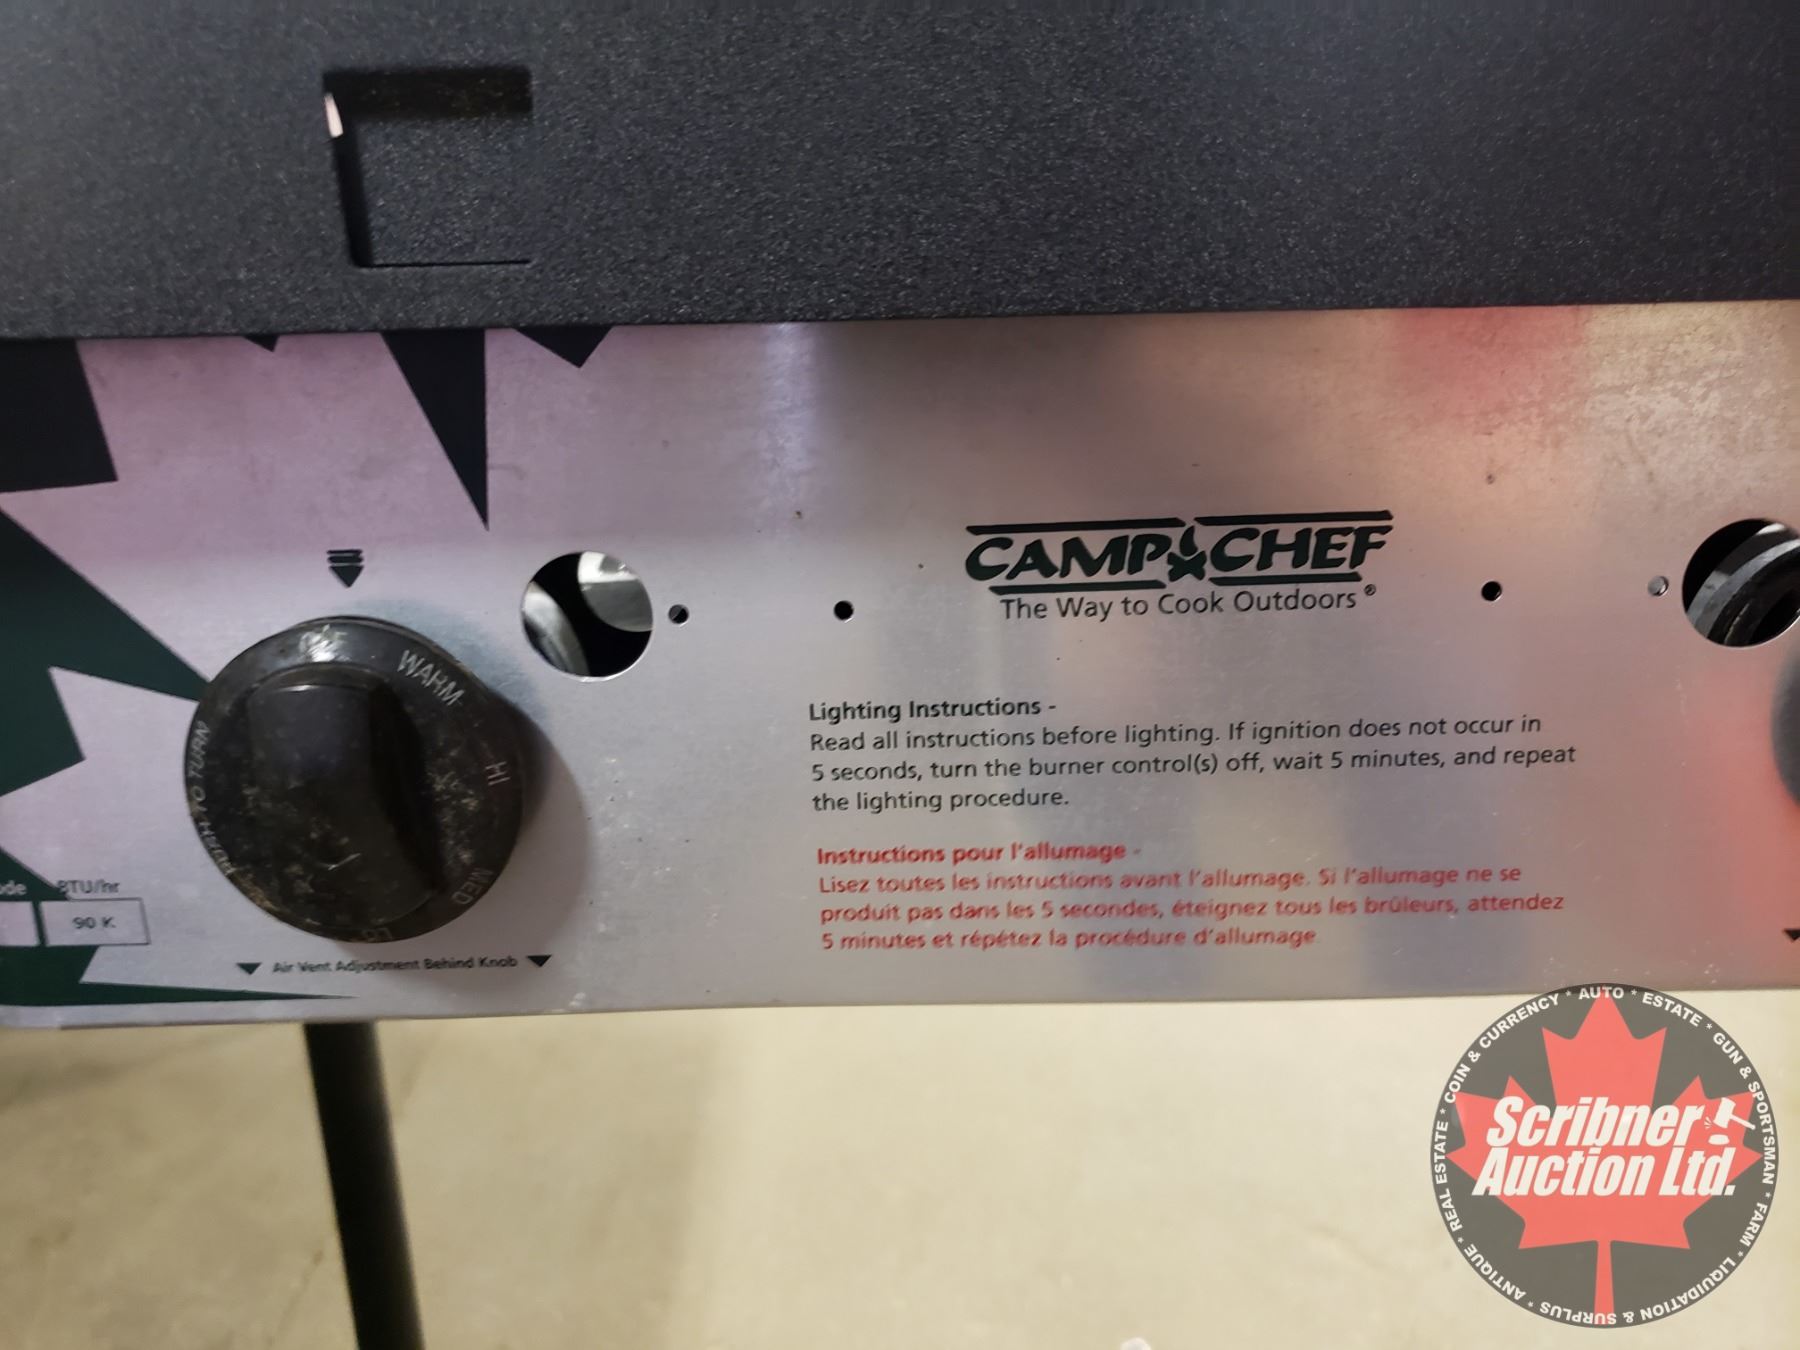 CAMP CHEF
The Way to Cook Outdoors®
OFF
WARM
HI
MED
LO
PUSH TO TURN
BTU/hr
90 K
Air Vent Adjustment Behind Knob
Lighting Instructions -
Read all instructions before lighting. If ignition does not occur in
5 seconds, turn the burner control(s) off, wait 5 minutes, and repeat
the lighting procedure.
Instructions pour l'allumage -
Lisez toutes les instructions avant l'allumage. Si l'allumage ne se
produit pas dans les 5 secondes, éteignez tous les brûleurs, attendez
5 minutes et répétez la procédure d'allumage
COIN & CURRENCY * AUTO * ESTATE * GUN & SPORTSMAN * FARM * LIQUIDATION & SURPLUS * ANTIQUE * REAL ESTATE *
Scribner
Auction Ltd.